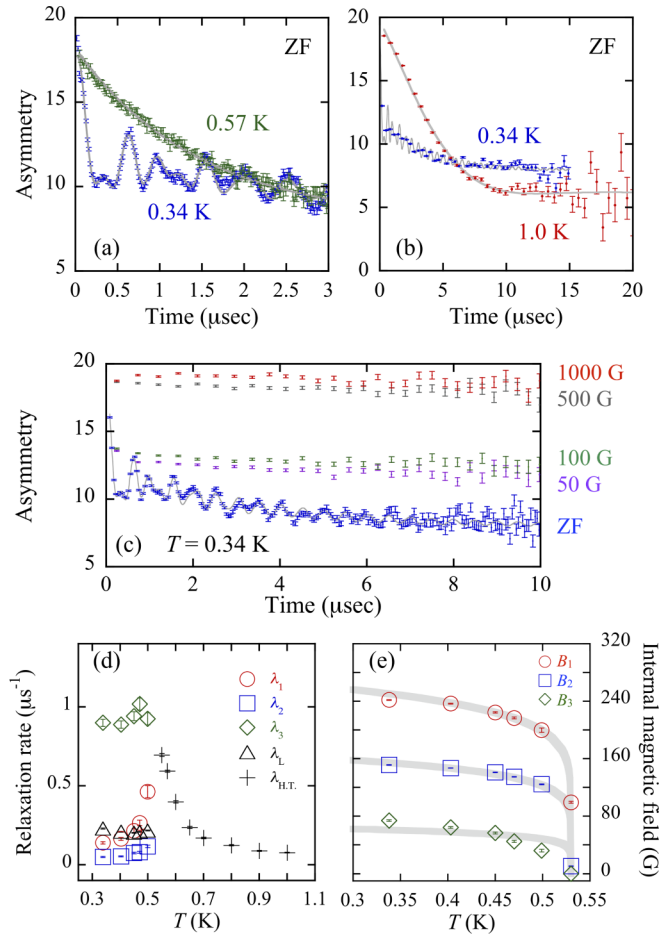 20
15
10
5
Asymmetry
ZF
0.57 K
0.34 K
(a)
0 0.5 1 1.5 2 2.5 3
Time (μsec)
20
15
10
5
0
ZF
0.34 K
1.0 K
(b)
0 5 10 15 20
Time (μsec)
20
15
10
5
Asymmetry
1000 G
500 G
100 G
50 G
ZF
(c) T = 0.34 K
0 2 4 6 8 10
Time (μsec)
1
0.5
0
Relaxation rate (μs⁻¹)
(d)
λ₁
λ₂
λ₃
λL
λH.T.
0.3 0.5 0.7 0.9 1.1
T (K)
(e)
B₁
B₂
B₃
320
240
160
80
0
Internal magnetic field (G)
0.3 0.35 0.4 0.45 0.5 0.55
T (K)